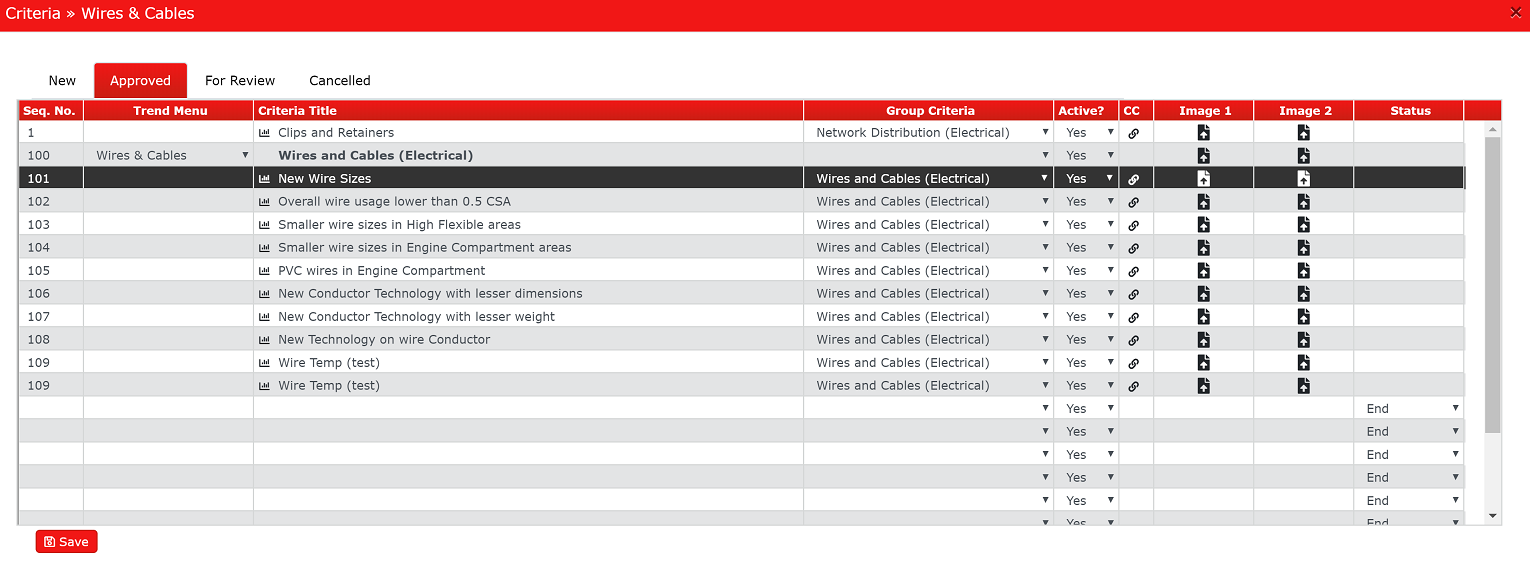 Criteria » Wires & Cables
New Approved For Review Cancelled
Seq. No. Trend Menu Criteria Title Group Criteria Active? CC Image 1 Image 2 Status
1 Clips and Retainers Network Distribution (Electrical) Yes
100 Wires & Cables Wires and Cables (Electrical) Yes
101 New Wire Sizes Wires and Cables (Electrical) Yes
102 Overall wire usage lower than 0.5 CSA Wires and Cables (Electrical) Yes
103 Smaller wire sizes in High Flexible areas Wires and Cables (Electrical) Yes
104 Smaller wire sizes in Engine Compartment areas Wires and Cables (Electrical) Yes
105 PVC wires in Engine Compartment Wires and Cables (Electrical) Yes
106 New Conductor Technology with lesser dimensions Wires and Cables (Electrical) Yes
107 New Conductor Technology with lesser weight Wires and Cables (Electrical) Yes
108 New Technology on wire Conductor Wires and Cables (Electrical) Yes
109 Wire Temp (test) Wires and Cables (Electrical) Yes
109 Wire Temp (test) Wires and Cables (Electrical) Yes
Yes End
Yes End
Yes End
Yes End
Yes End
Yes End
Save